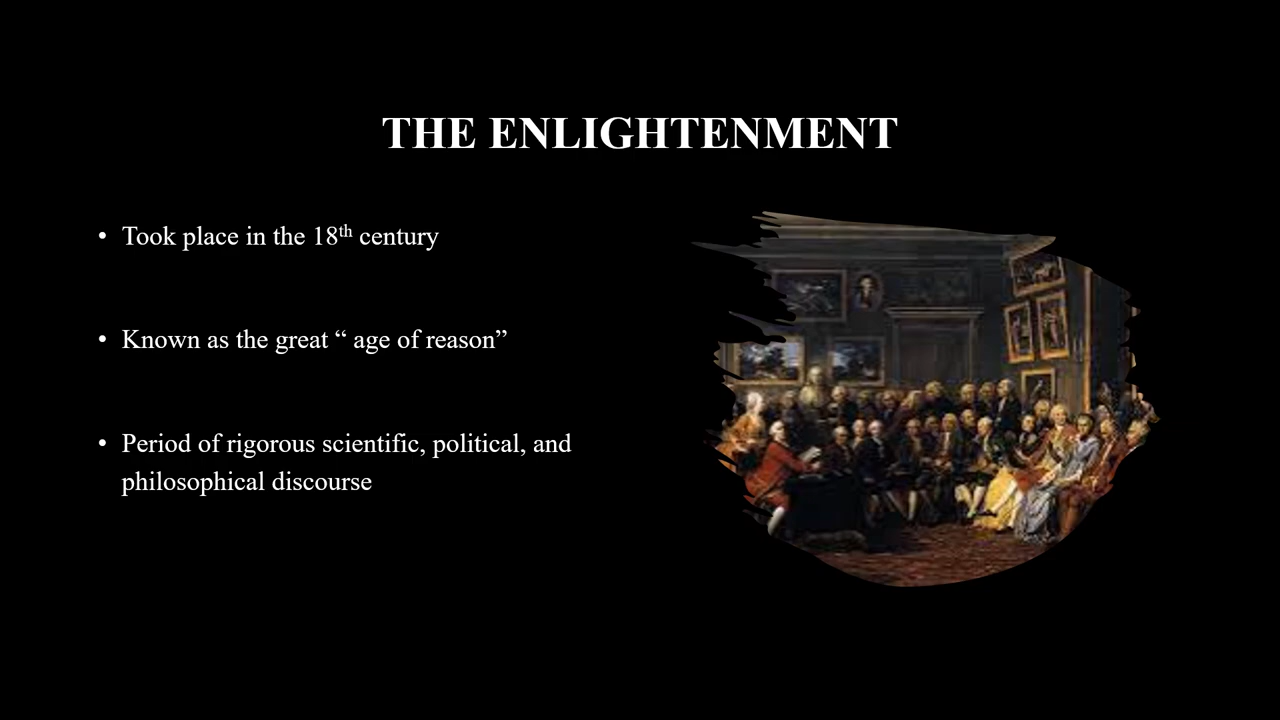 THE ENLIGHTENMENT
• Took place in the 18th century
• Known as the great “ age of reason”
• Period of rigorous scientific, political, and
philosophical discourse